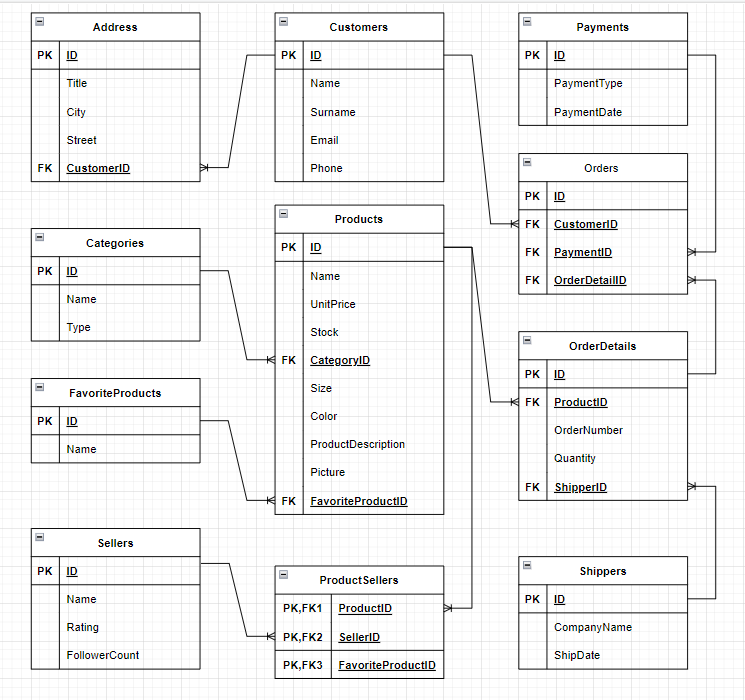 Address
PK ID
Title
City
Street
FK CustomerID
Customers
PK ID
Name
Surname
Email
Phone
Payments
PK ID
PaymentType
PaymentDate
Orders
PK ID
FK CustomerID
FK PaymentID
FK OrderDetailID
Categories
PK ID
Name
Type
Products
PK ID
Name
UnitPrice
Stock
FK CategoryID
Size
Color
ProductDescription
Picture
FK FavoriteProductID
OrderDetails
PK ID
FK ProductID
OrderNumber
Quantity
FK ShipperID
FavoriteProducts
PK ID
Name
Sellers
PK ID
Name
Rating
FollowerCount
ProductSellers
PK,FK1 ProductID
PK,FK2 SellerID
PK,FK3 FavoriteProductID
Shippers
PK ID
CompanyName
ShipDate